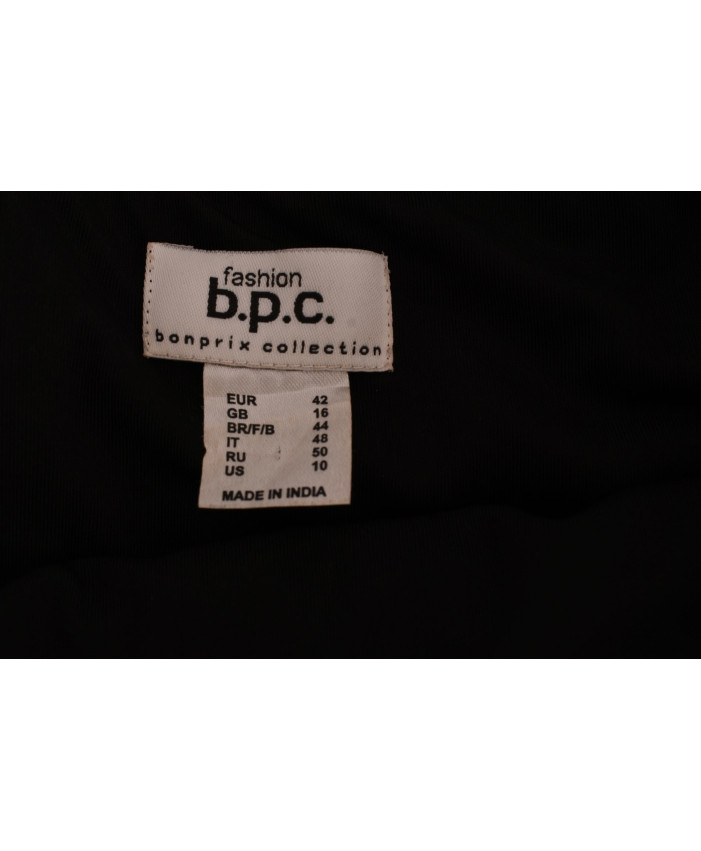 fashion
b.p.c.
bonprix collection
EUR 42
GB 16
BR/F/B 44
IT 48
RU 50
US 10
MADE IN INDIA